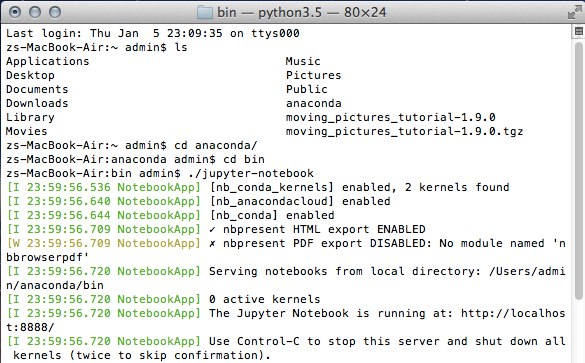 bin — python3.5 — 80×24
Last login: Thu Jan  5 23:09:35 on ttys000
zs-MacBook-Air:~ admin$ ls
Applications                            Music
Desktop                                 Pictures
Documents                               Public
Downloads                               anaconda
Library                                 moving_pictures_tutorial-1.9.0
Movies                                  moving_pictures_tutorial-1.9.0.tgz
zs-MacBook-Air:~ admin$ cd anaconda/
zs-MacBook-Air:anaconda admin$ cd bin
zs-MacBook-Air:bin admin$ ./jupyter-notebook
[I 23:59:56.536 NotebookApp] [nb_conda_kernels] enabled, 2 kernels found
[I 23:59:56.640 NotebookApp] [nb_anacondacloud] enabled
[I 23:59:56.644 NotebookApp] [nb_conda] enabled
[I 23:59:56.709 NotebookApp] ✓ nbpresent HTML export ENABLED
[W 23:59:56.709 NotebookApp] ✗ nbpresent PDF export DISABLED: No module named 'n
bbrowserpdf'
[I 23:59:56.720 NotebookApp] Serving notebooks from local directory: /Users/admi
n/anaconda/bin
[I 23:59:56.720 NotebookApp] 0 active kernels
[I 23:59:56.720 NotebookApp] The Jupyter Notebook is running at: http://localhos
t:8888/
[I 23:59:56.720 NotebookApp] Use Control-C to stop this server and shut down all
 kernels (twice to skip confirmation).